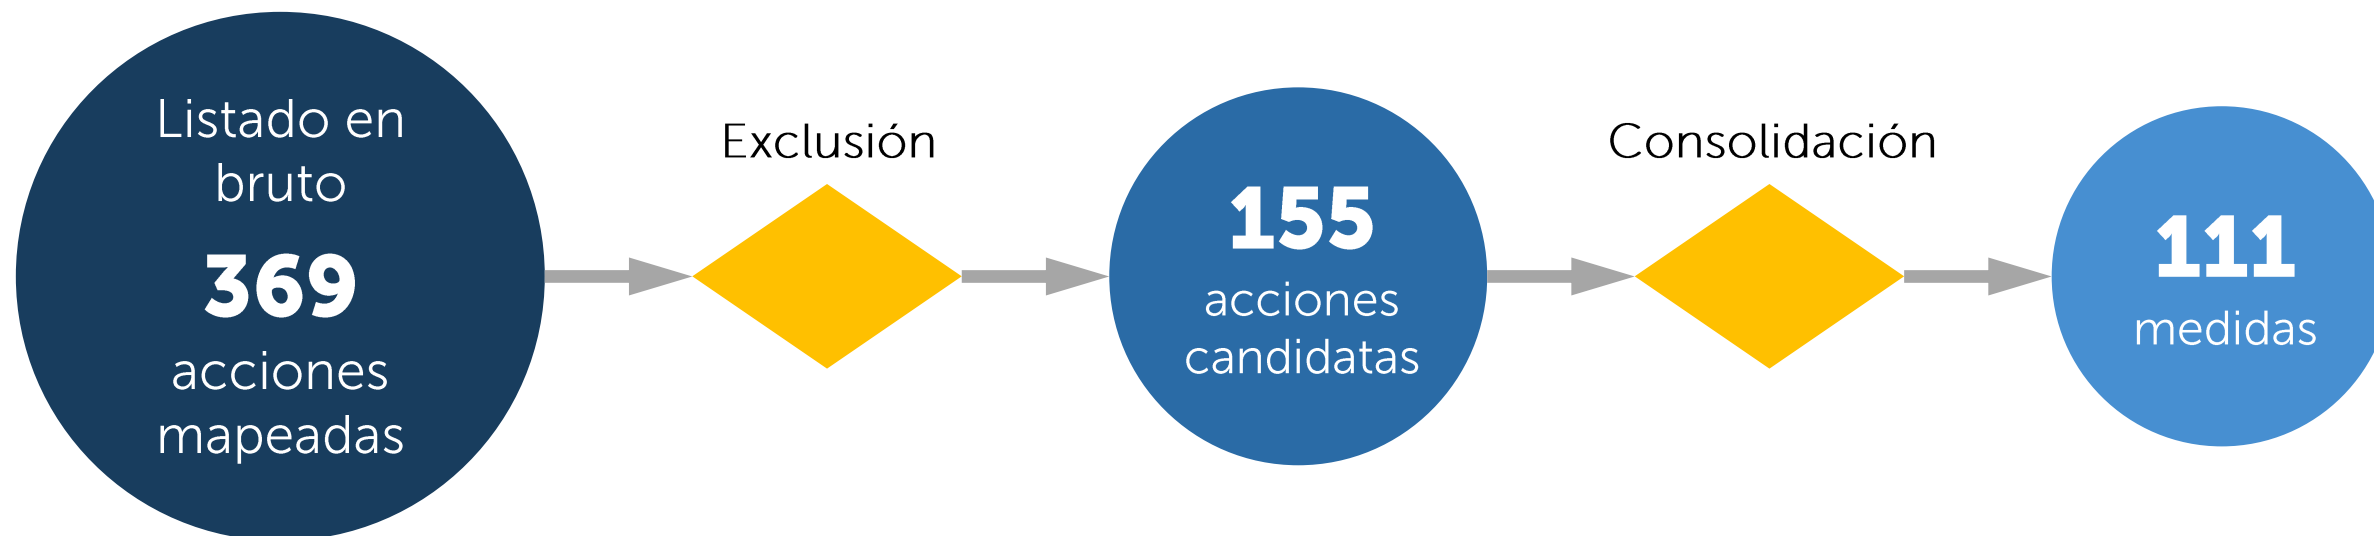 Listado en
bruto
369
acciones
mapeadas
Exclusión
155
acciones
candidatas
Consolidación
111
medidas